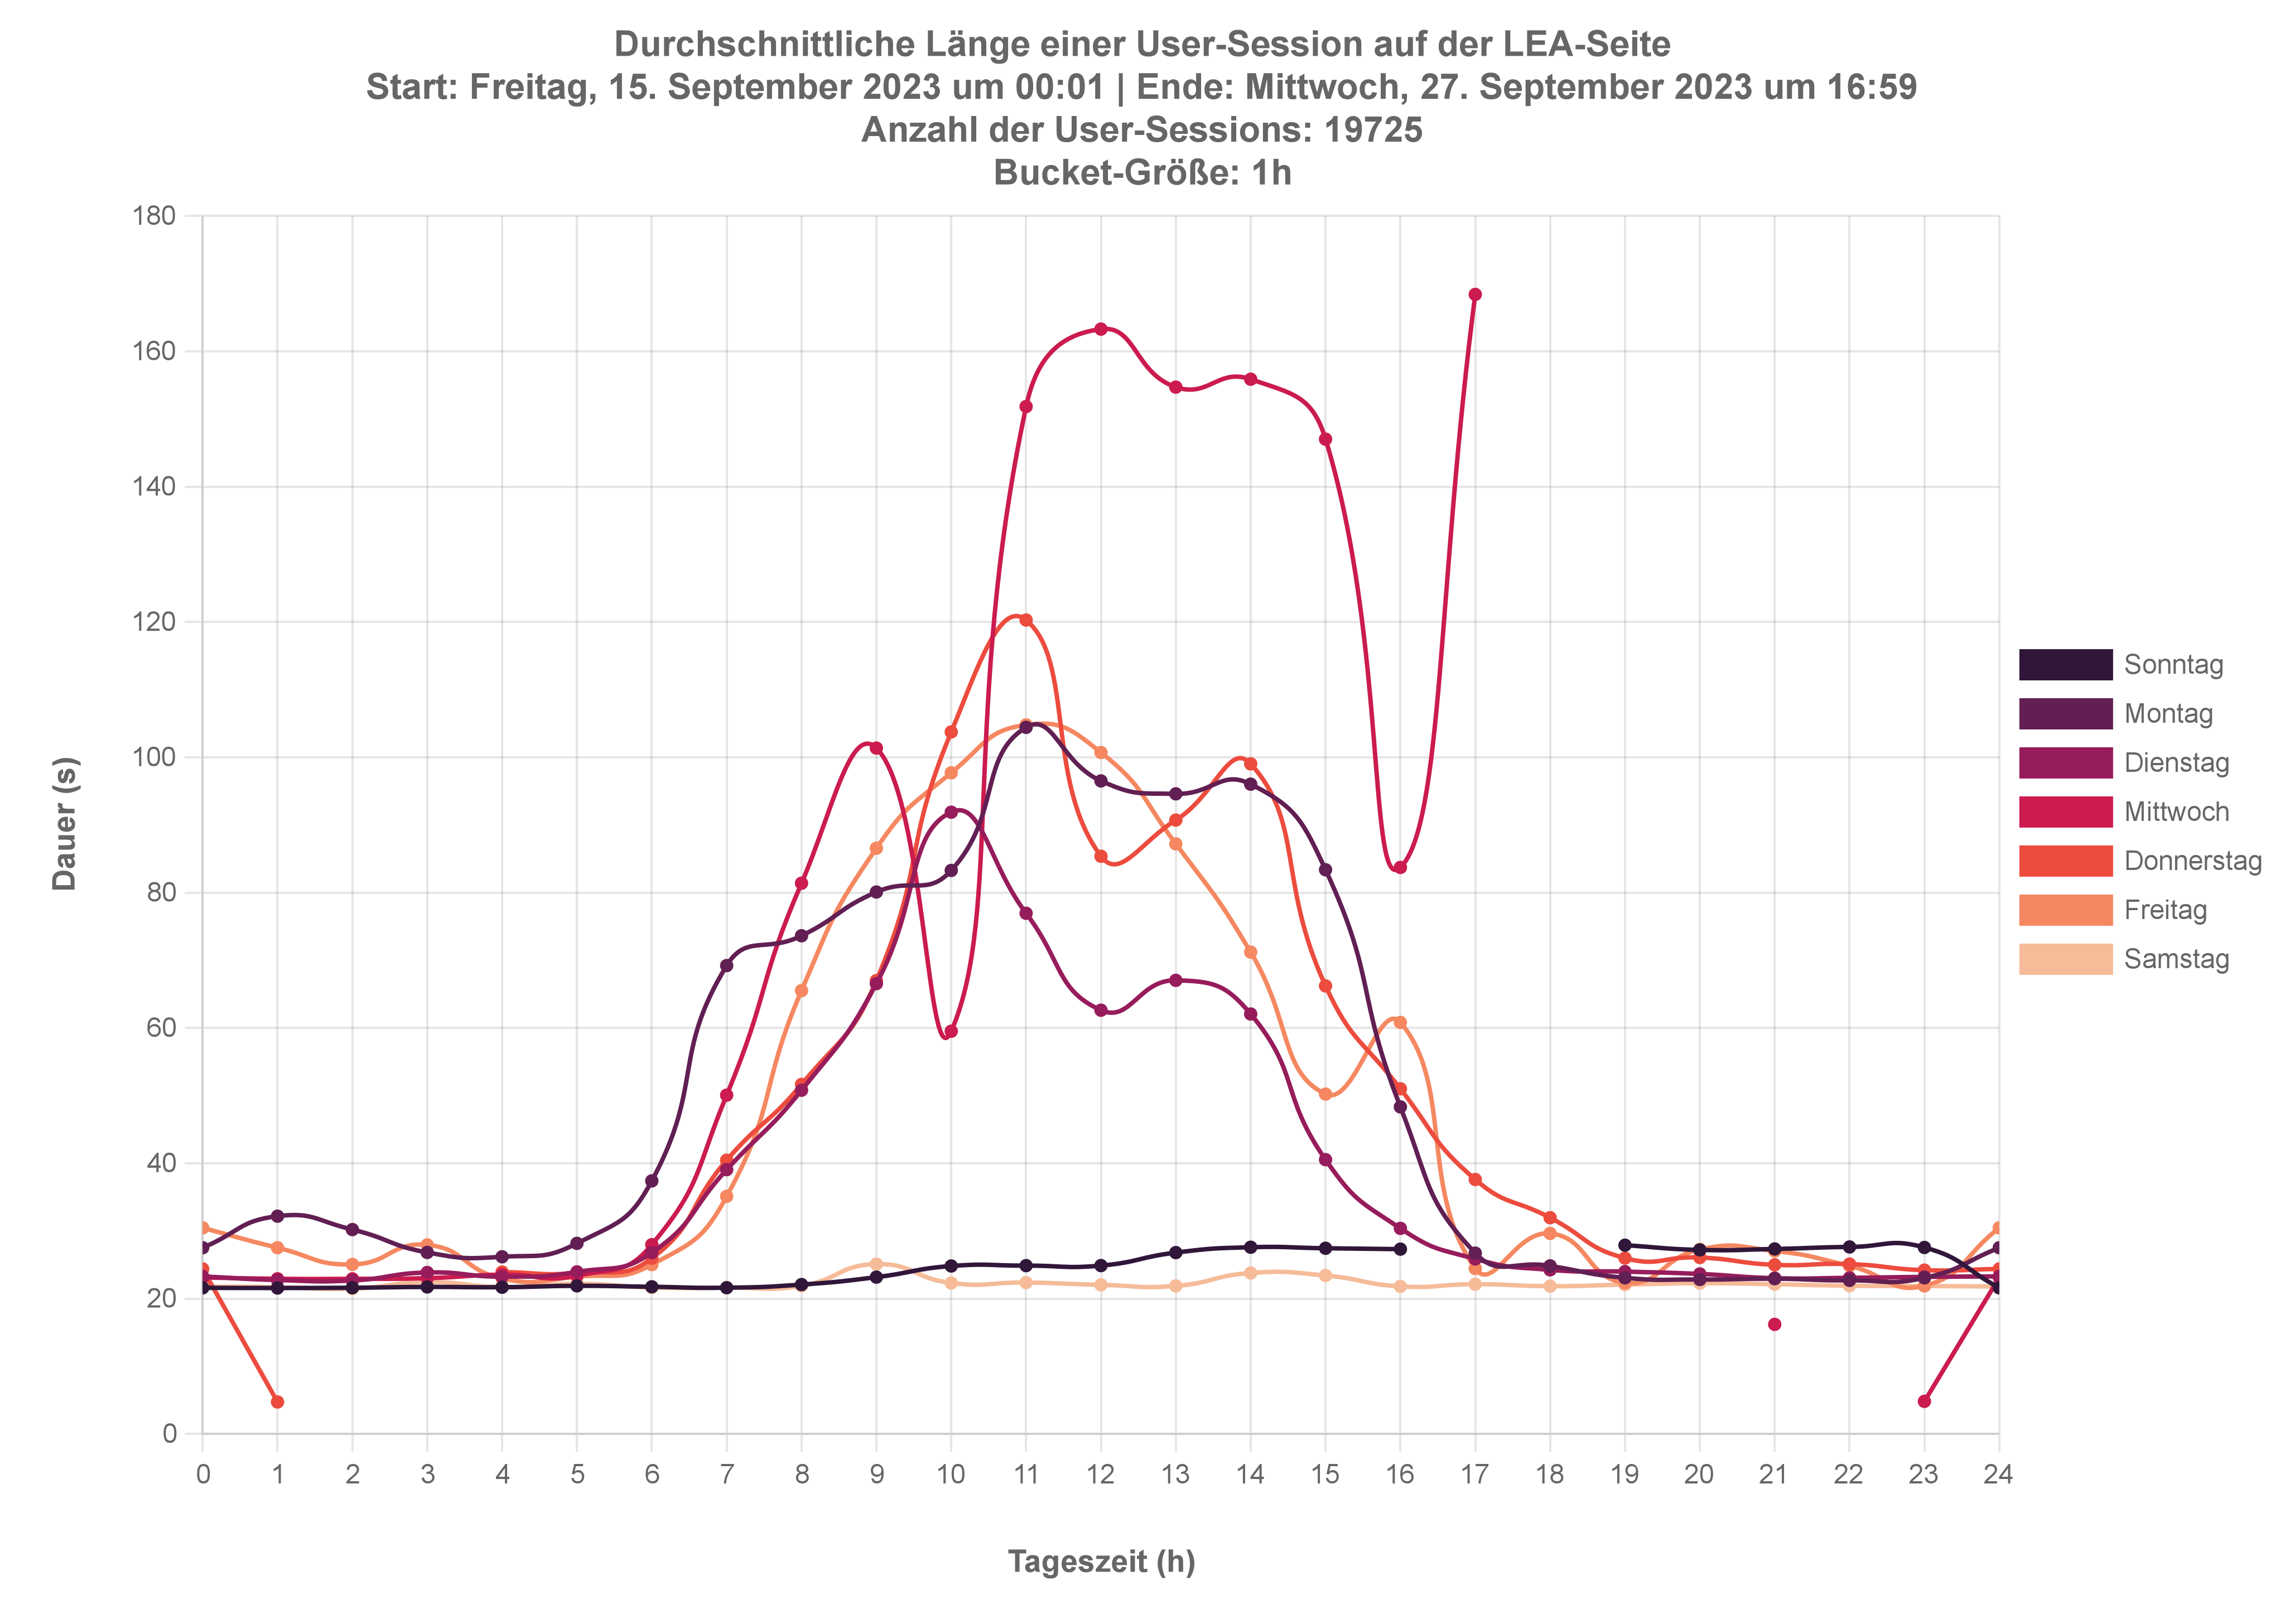 Durchschnittliche Länge einer User-Session auf der LEA-Seite
Start: Freitag, 15. September 2023 um 00:01 | Ende: Mittwoch, 27. September 2023 um 16:59
Anzahl der User-Sessions: 19725
Bucket-Größe: 1h
180
160
140
120
100
80
60
40
20
0
Dauer (s)
0 1 2 3 4 5 6 7 8 9 10 11 12 13 14 15 16 17 18 19 20 21 22 23 24
Tageszeit (h)
Sonntag
Montag
Dienstag
Mittwoch
Donnerstag
Freitag
Samstag